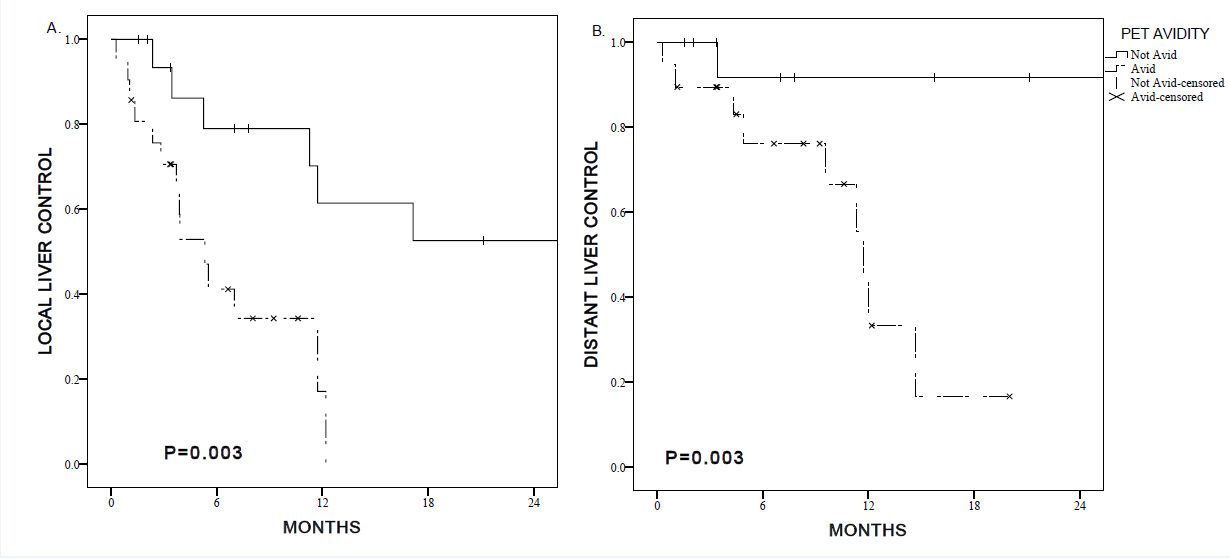 A.
LOCAL LIVER CONTROL
1.0
0.8
0.6
0.4
0.2
0.0
P=0.003
0 6 12 18 24
MONTHS
B.
DISTANT LIVER CONTROL
1.0
0.8
0.6
0.4
0.2
0.0
P=0.003
0 6 12 18 24
MONTHS
PET AVIDITY
Not Avid
Avid
Not Avid-censored
Avid-censored